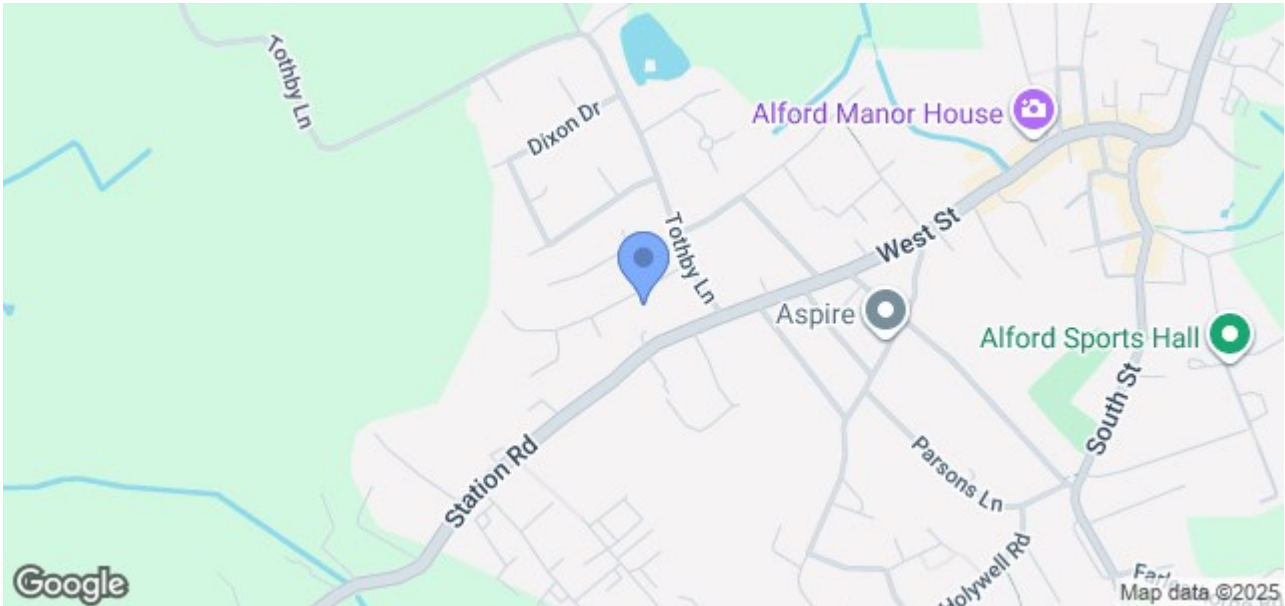 Tothby Ln
Dixon Dr
Alford Manor House
Tothby Ln
West St
Aspire
Alford Sports Hall
South St
Station Rd
Parsons Ln
Holywell Rd
Google
Map data ©2025